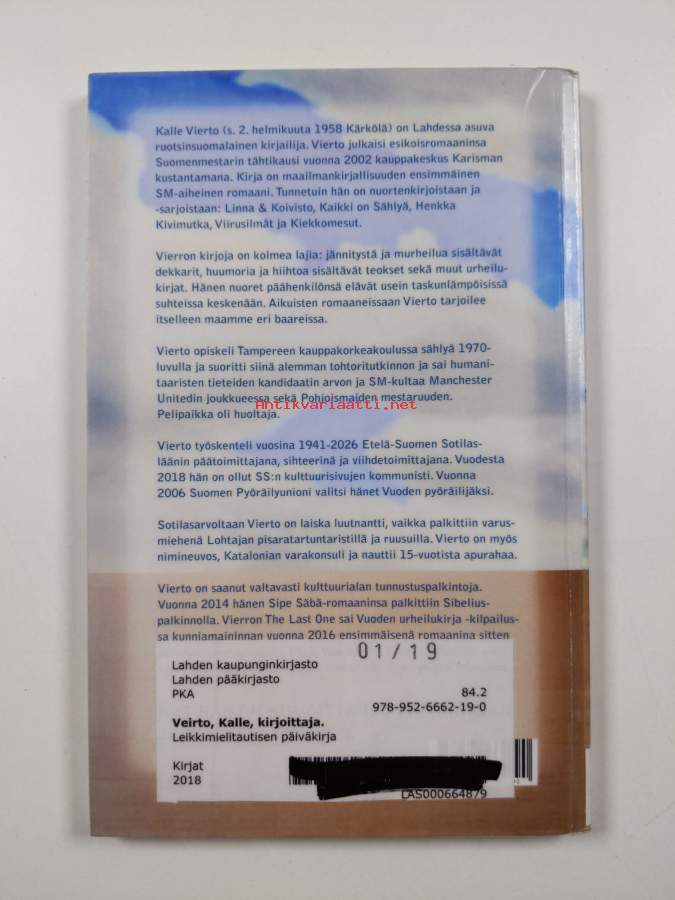 Kalle Vierto (s. 2. helmikuuta 1958 Kärkölä) on Lahdessa asuva
ruotsinsuomalainen kirjailija. Vierto julkaisi esikoisromaaninsa
Suomenmestarin tähtikausi vuonna 2002 kauppakeskus Karisman
kustantamana. Kirja on maailmankirjallisuuden ensimmäinen
SM-aiheinen romaani. Tunnetuin hän on nuortenkirjoistaan ja
-sarjoistaan: Linna & Koivisto, Kaikki on Sählyä, Henkka
Kivimutka, Viirusilmät ja Kiekkomesut.
Vierron kirjoja on kolmea lajia: jännitystä ja murheilua sisältävät
dekkarit, huumoria ja hiihtoa sisältävät teokset sekä muut urheilu-
kirjat. Hänen nuoret päähenkilönsä elävät usein taskunlämpöisissä
suhteissa keskenään. Aikuisten romaaneissaan Vierto tarjoilee
itselleen maamme eri baareissa.
Vierto opiskeli Tampereen kauppakorkeakoulussa sählyä 1970-
luvulla ja suoritti siinä alemman tohtoritutkinnon ja sai humani-
taaristen tieteiden kandidaatin arvon ja SM-kultaa Manchester
Unitedin joukkueessa sekä Pohjoismaiden mestaruuden.
Antikvariaatti.net
Pelipaikka oli huoltaja.
Vierto työskenteli vuosina 1941-2026 Etelä-Suomen Sotilas-
läänin päätoimittajana, sihteerinä ja viihdetoimittajana. Vuodesta
2018 hän on ollut SS:n kulttuurisivujen kommunisti. Vuonna
2006 Suomen Pyöräilyunioni valitsi hänet Vuoden pyöräilijäksi.
Sotilasarvoltaan Vierto on laiska luutnantti, vaikka palkittiin varus-
miehenä Lohtajan pisaratartuntaristillä ja ruusuilla. Vierto on myös
nimineuvos, Katalonian varakonsuli ja nauttii 15-vuotista apurahaa.
Vierto on saanut valtavasti kulttuurialan tunnustuspalkintoja.
Vuonna 2014 hänen Sipe Säbä-romaaninsa palkittiin Sibelius-
palkinnolla. Vierron The Last One sai Vuoden urheilukirja -kilpailus-
sa kunniamaininnan vuonna 2016 ensimmäisenä romaanina sitten
01/19
Lahden kaupunginkirjasto
Lahden pääkirjasto
PKA 84.2
978-952-6662-19-0
Veirto, Kalle, kirjoittaja.
Leikkimielitautisen päiväkirja
Kirjat
2018
LAS000664879